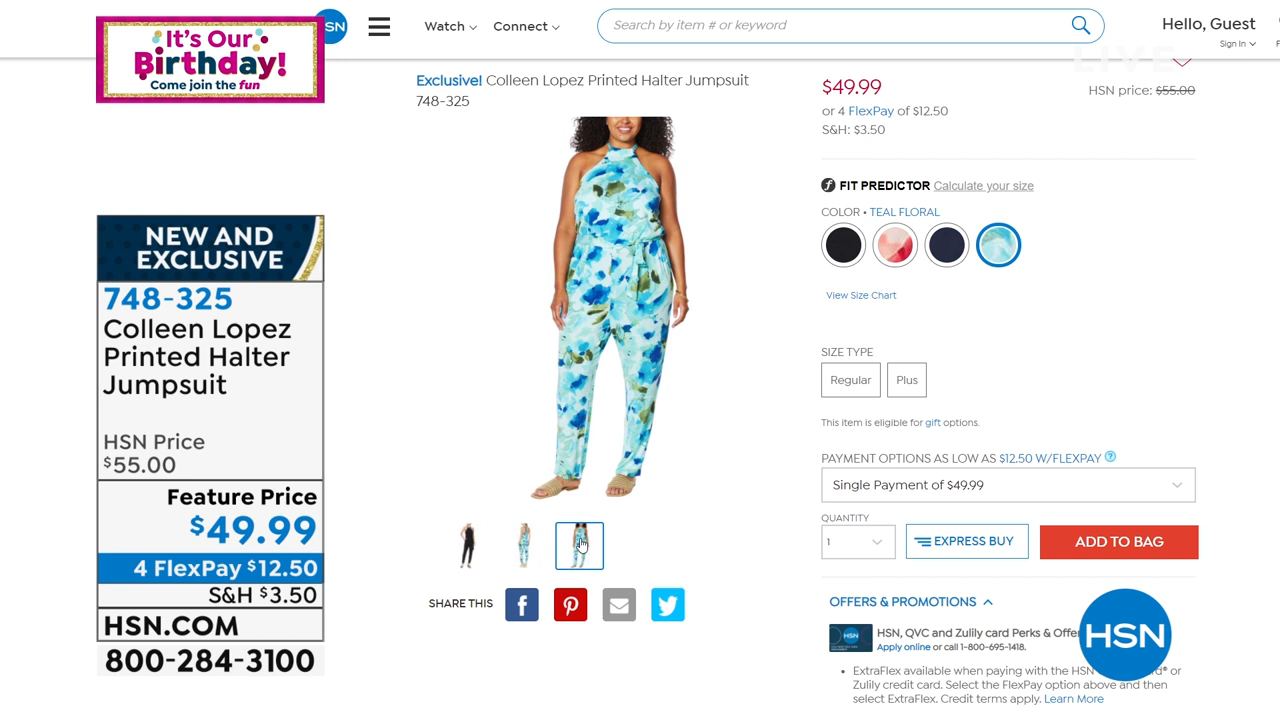 It's Our
Birthday!
Come join the fun
SN
Watch
Connect
Search by item # or keyword
Hello, Guest
Sign In
LIVE
Exclusive! Colleen Lopez Printed Halter Jumpsuit
748-325
$49.99
HSN price: $55.00
or 4 FlexPay of $12.50
S&H: $3.50
FIT PREDICTOR Calculate your size
COLOR • TEAL FLORAL
View Size Chart
SIZE TYPE
Regular
Plus
This item is eligible for gift options.
PAYMENT OPTIONS AS LOW AS $12.50 W/FLEXPAY ?
Single Payment of $49.99
QUANTITY
1
EXPRESS BUY
ADD TO BAG
SHARE THIS
OFFERS & PROMOTIONS
HSN
HSN, QVC and Zulily card Perks & Offe
Apply online or call 1-800-695-1418.
HSN
• ExtraFlex available when paying with the HSN
d® or
Zulily credit card. Select the FlexPay option above and then
select ExtraFlex. Credit terms apply. Learn More
NEW AND
EXCLUSIVE
748-325
Colleen Lopez
Printed Halter
Jumpsuit
HSN Price
$55.00
Feature Price
$49.99
4 FlexPay $12.50
S&H $3.50
HSN.COM
800-284-3100